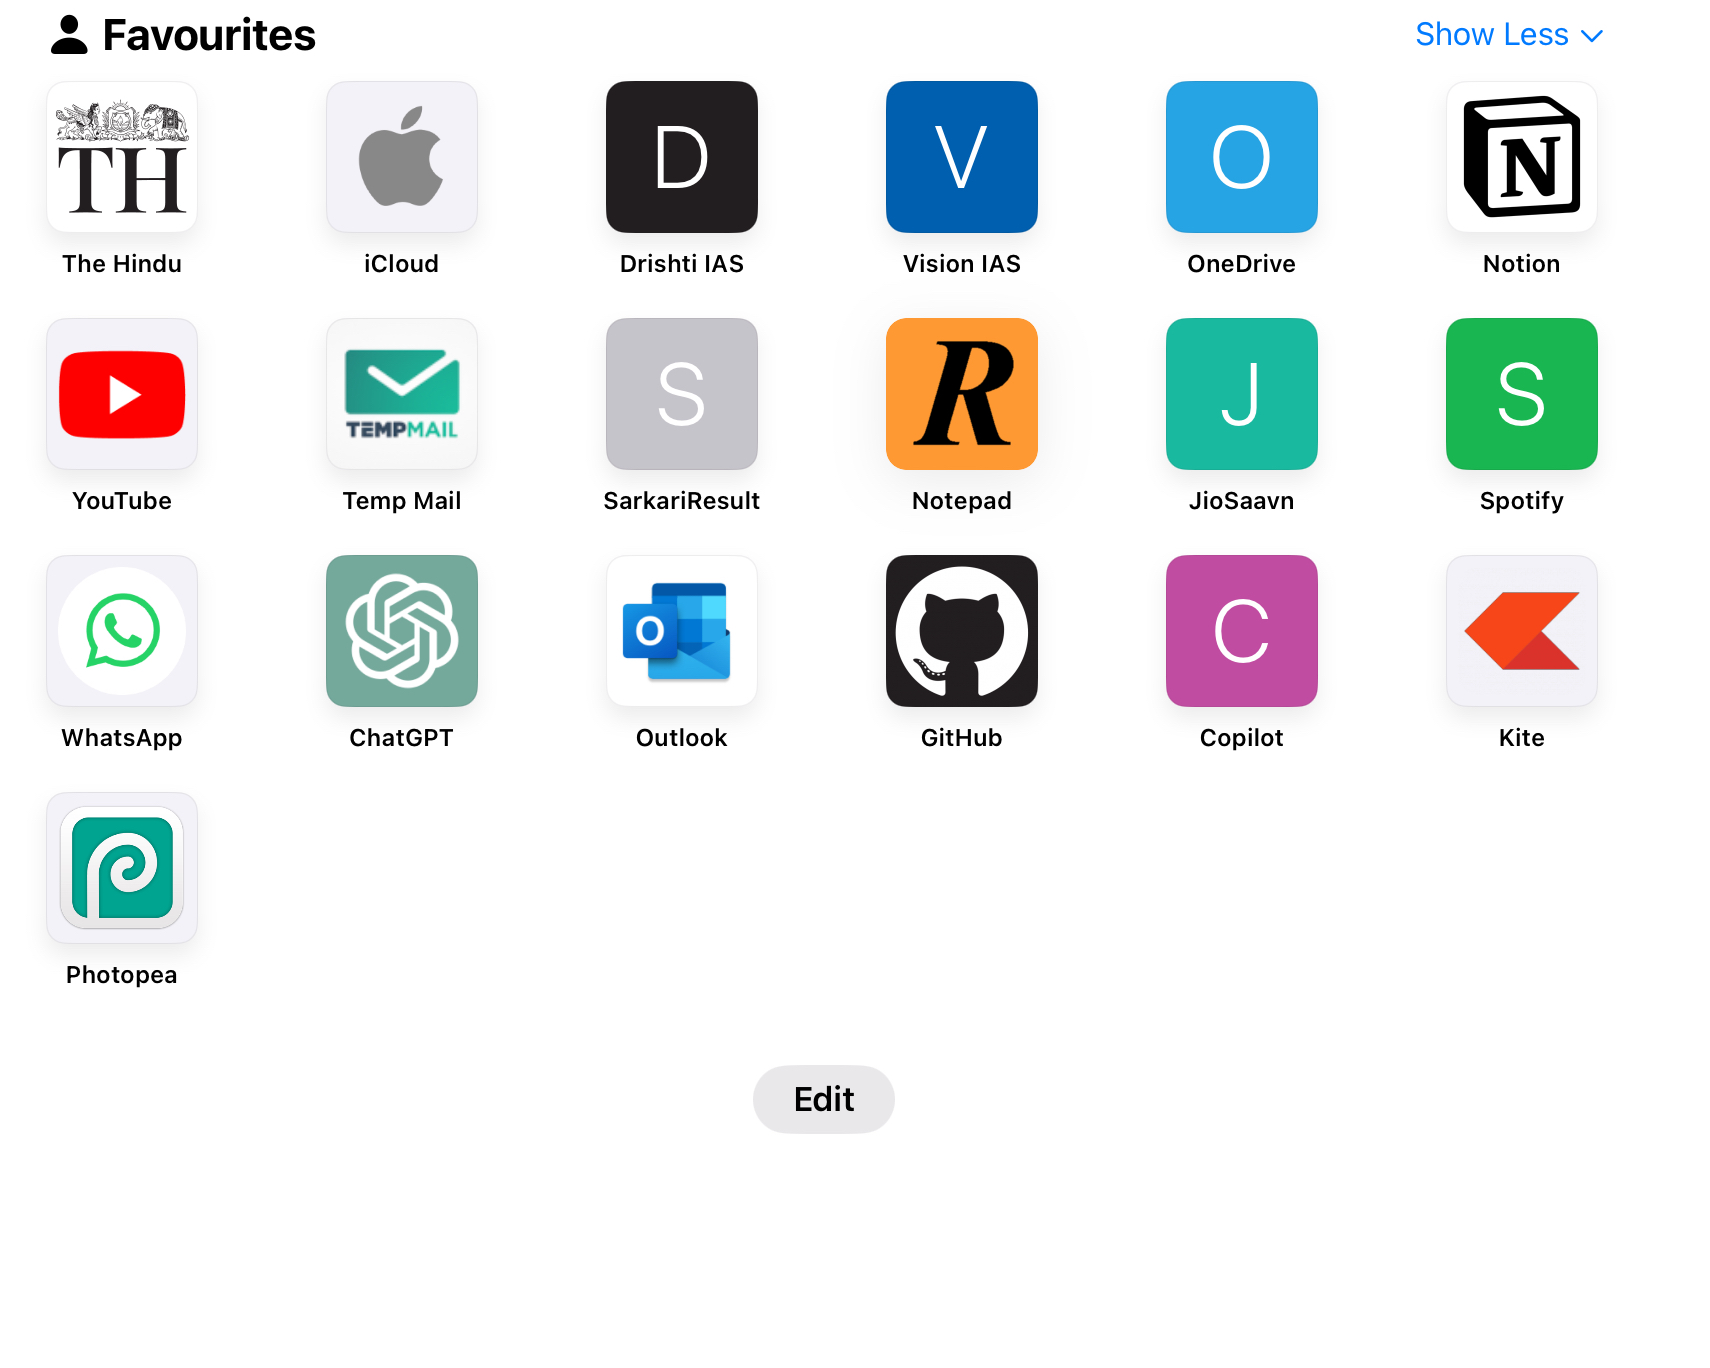 Favourites
Show Less
TH
D
V
O
N
The Hindu
iCloud
Drishti IAS
Vision IAS
OneDrive
Notion
TEMPMAIL
S
R
J
S
YouTube
Temp Mail
SarkariResult
Notepad
JioSaavn
Spotify
O
C
WhatsApp
ChatGPT
Outlook
GitHub
Copilot
Kite
Photopea
Edit